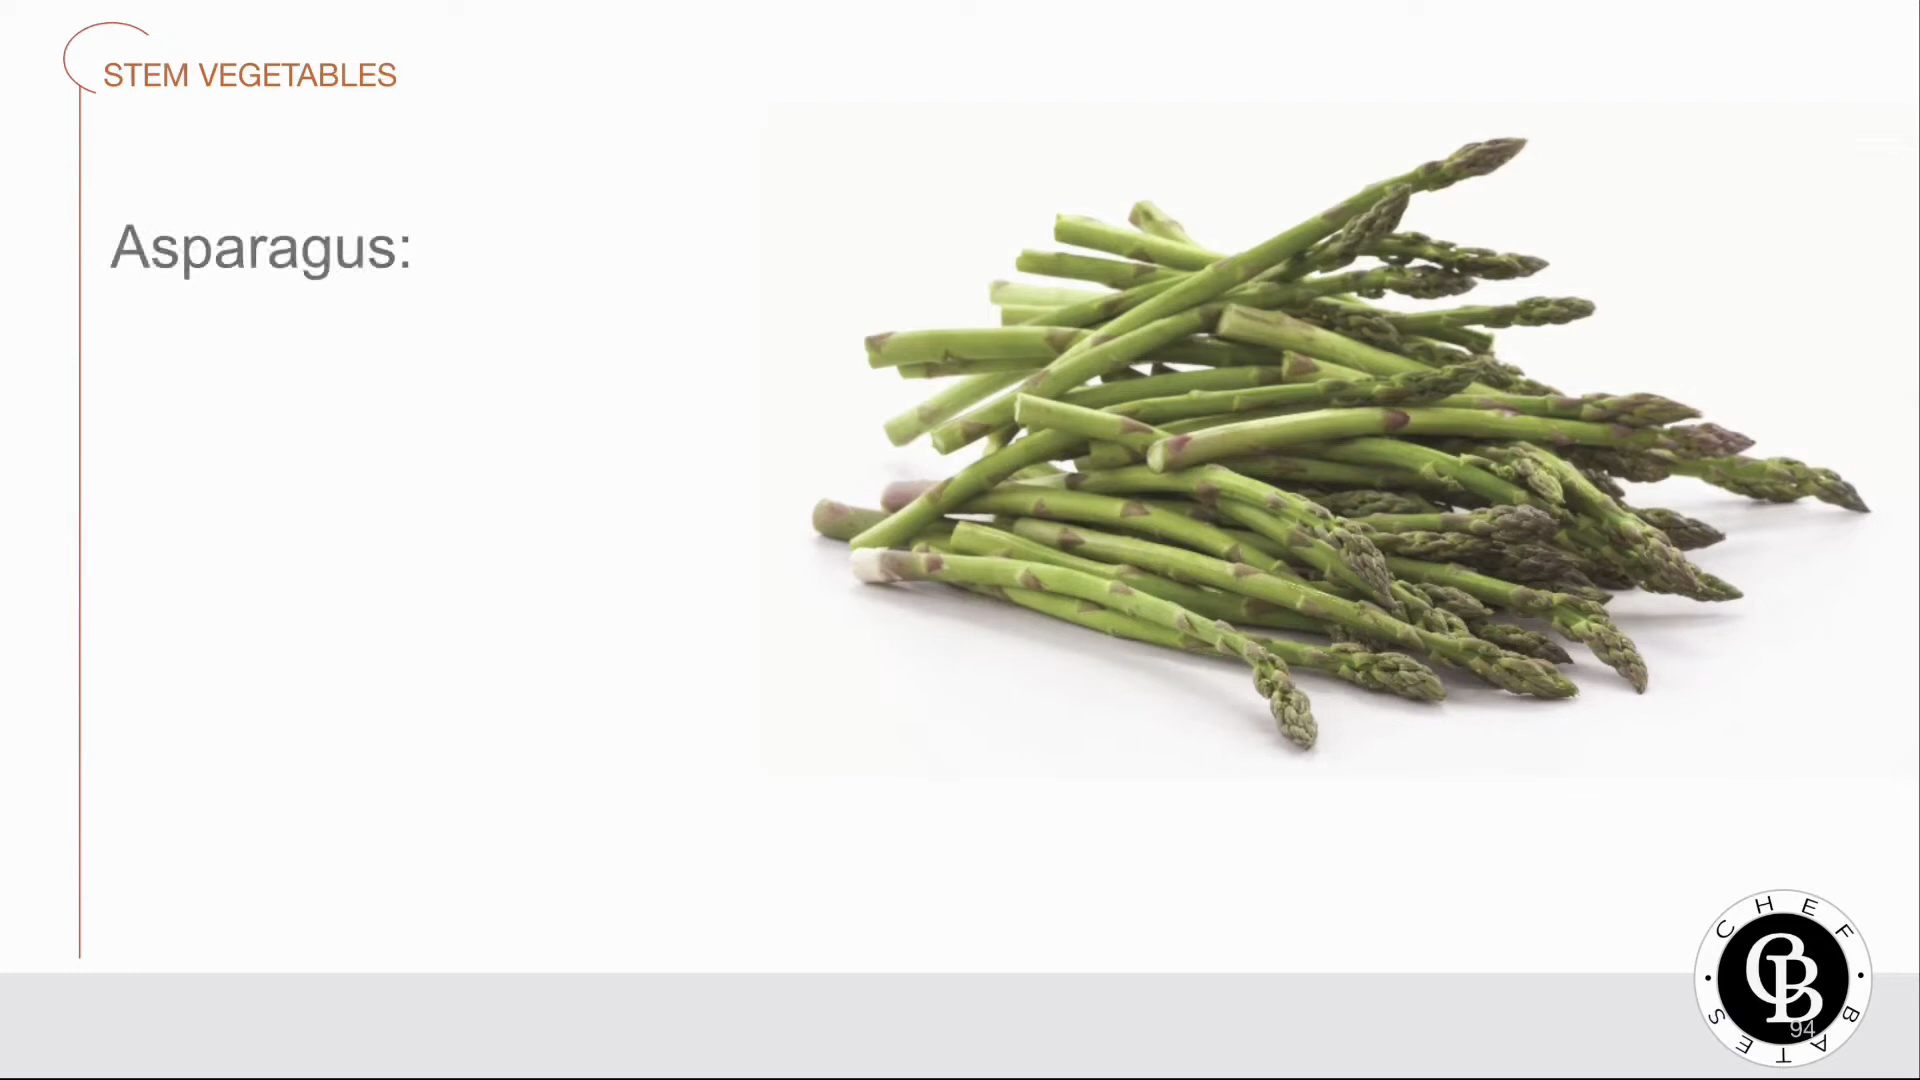 STEM VEGETABLES
Asparagus:
CHEF BATES
CB
94